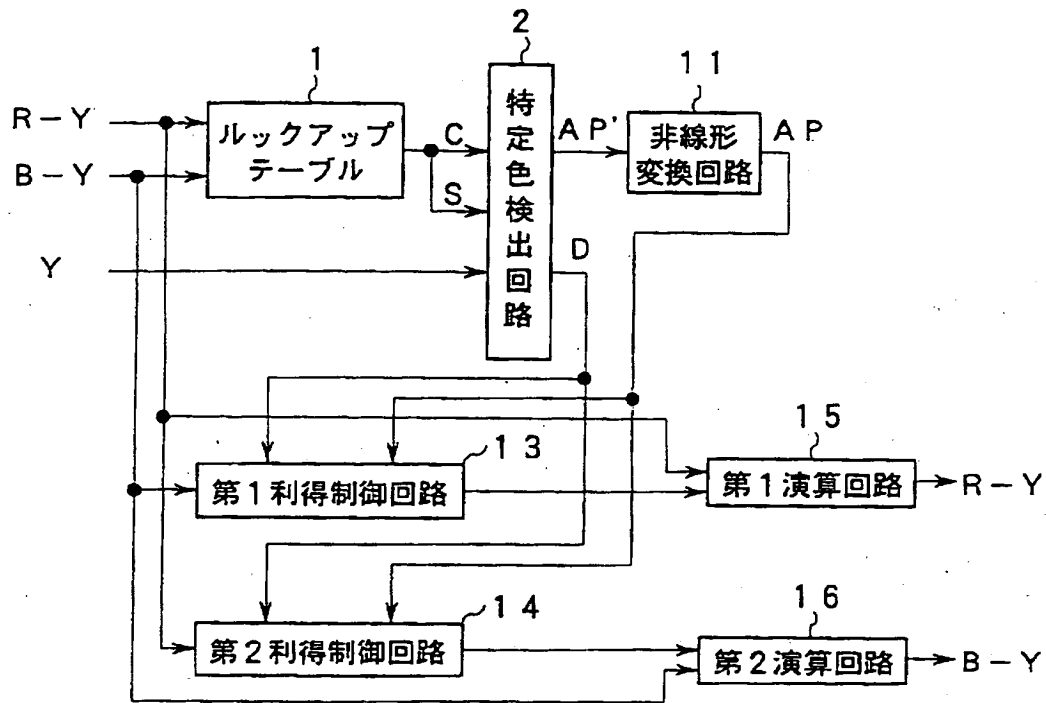 1
2
11
R-Y
B-Y
Y
ルックアップ
テーブル
C
S
特定色検出回路
AP'
D
非線形
変換回路
AP
13
第1利得制御回路
15
第1演算回路
R-Y
14
第2利得制御回路
16
第2演算回路
B-Y